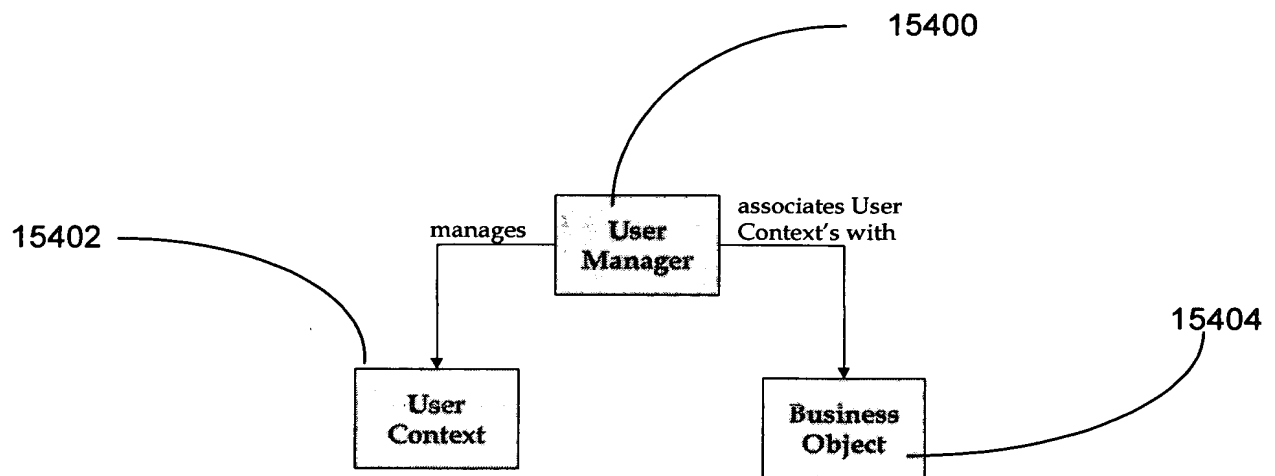 15400
associates User
Context's with
manages
User
Manager
15402
15404
User
Context
Business
Object